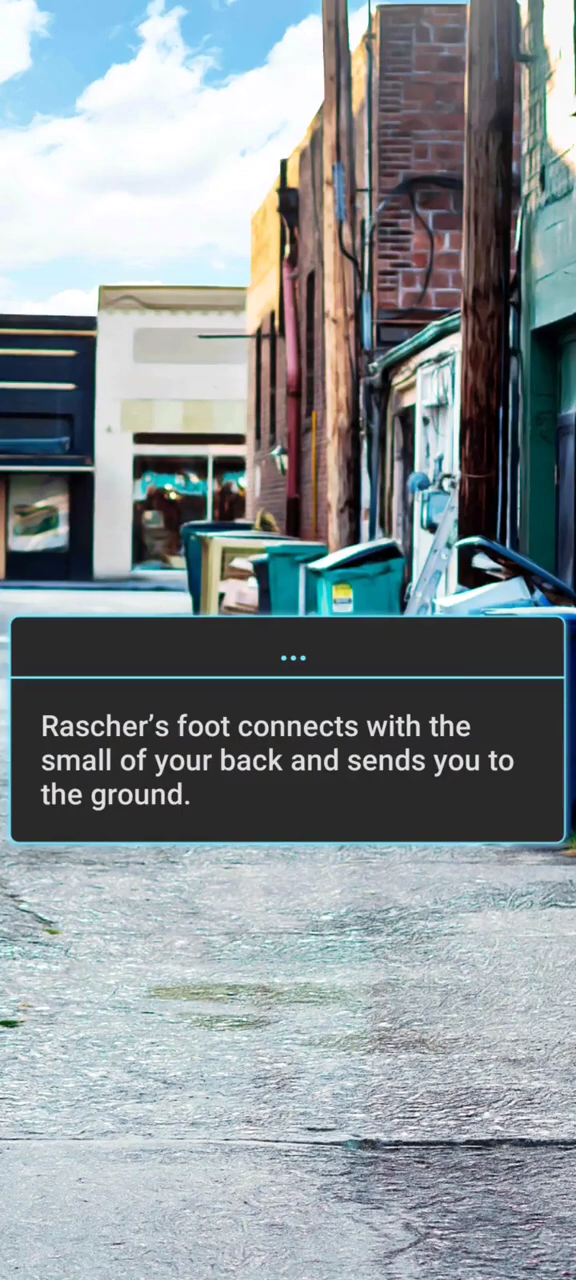 ...
Rascher’s foot connects with the
small of your back and sends you to
the ground.